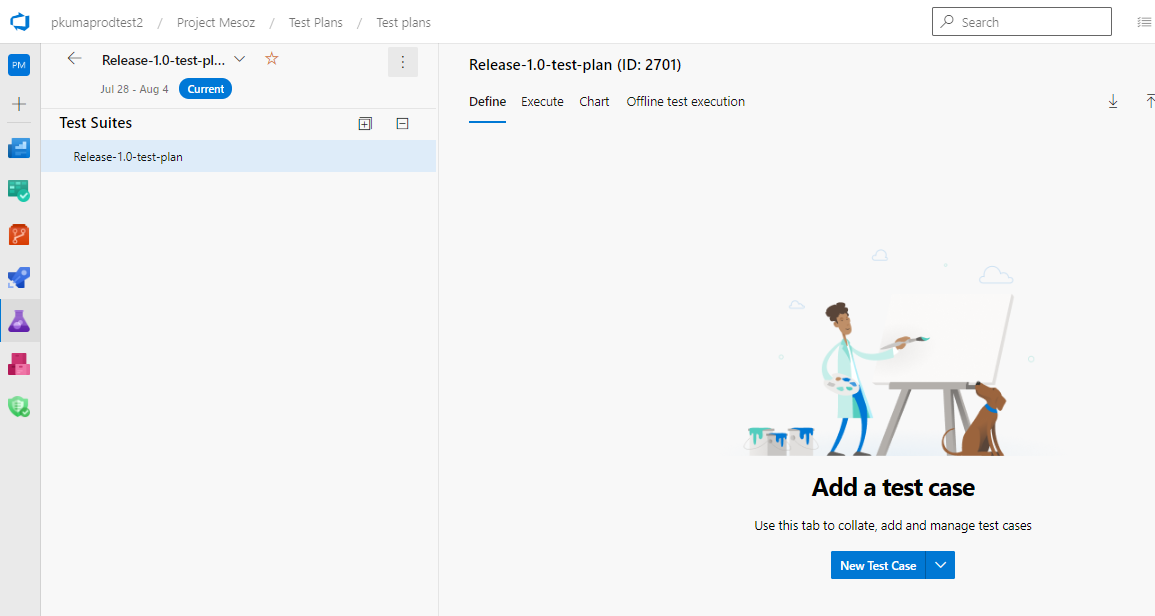 pkumaprodtest2 / Project Mesoz / Test Plans / Test plans
Search
PM
Release-1.0-test-pl...
Jul 28 - Aug 4 Current
Test Suites
Release-1.0-test-plan
Release-1.0-test-plan (ID: 2701)
Define Execute Chart Offline test execution
Add a test case
Use this tab to collate, add and manage test cases
New Test Case